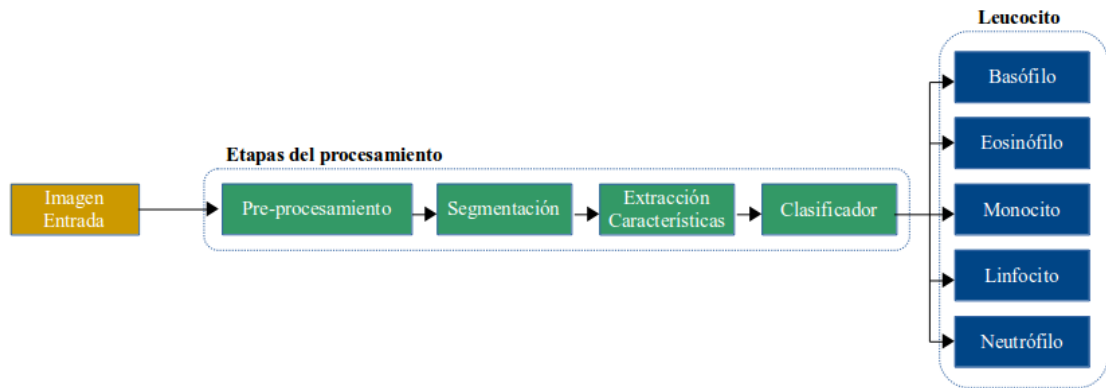 Leucocito
Basófilo
Etapas del procesamiento
Eosinófilo
Imagen
Entrada
Pre-procesamiento
Segmentación
Extracción
Características
Clasificador
Monocito
Linfocito
Neutrófilo